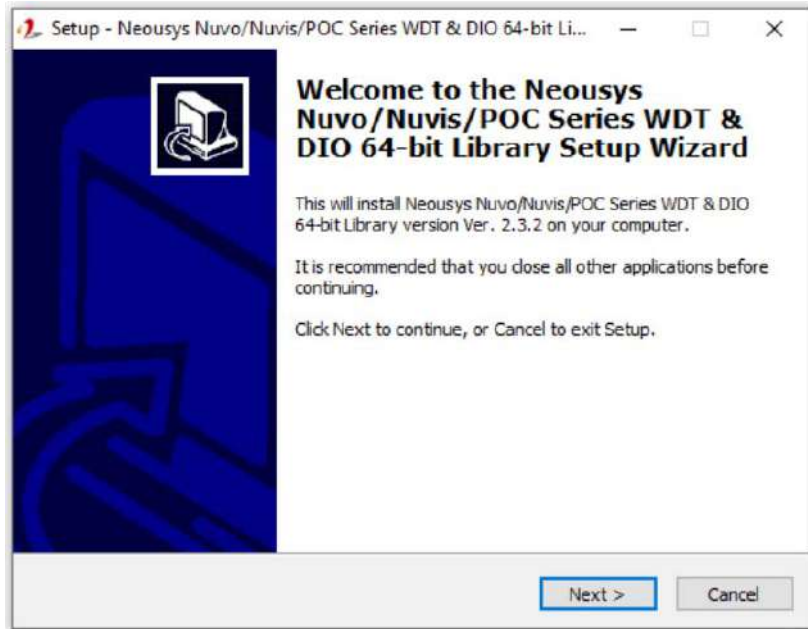 Setup - Neousys Nuvo/Nuvis/POC Series WDT & DIO 64-bit Li...
Welcome to the Neousys
Nuvo/Nuvis/POC Series WDT &
DIO 64-bit Library Setup Wizard
This will install Neousys Nuvo/Nuvis/POC Series WDT & DIO
64-bit Library version Ver. 2.3.2 on your computer.
It is recommended that you close all other applications before
continuing.
Click Next to continue, or Cancel to exit Setup.
Next >
Cancel